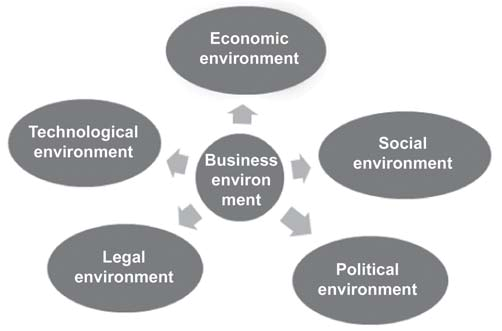 Economic
environment
Technological
environment
Social
environment
Business
environ
ment
Legal
environment
Political
environment